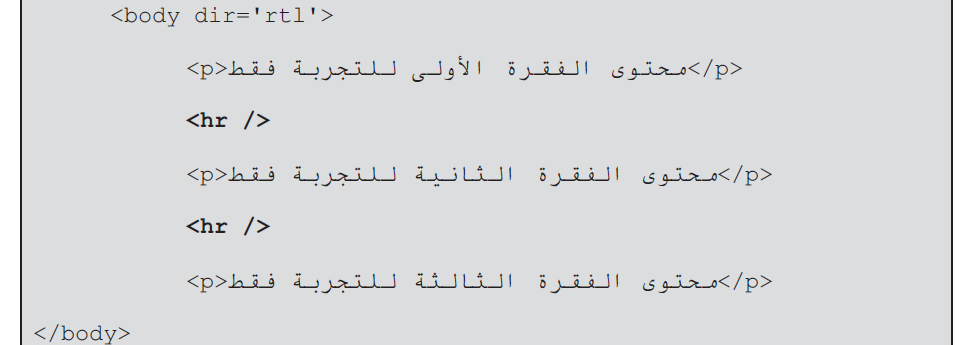 <body dir='rtl'>
<p>محتوى الفقرة الأولى للتجربة فقط</p>
<hr />
<p>محتوى الفقرة الثانية للتجربة فقط</p>
<hr />
<p>محتوى الفقرة الثالثة للتجربة فقط</p>
</body>